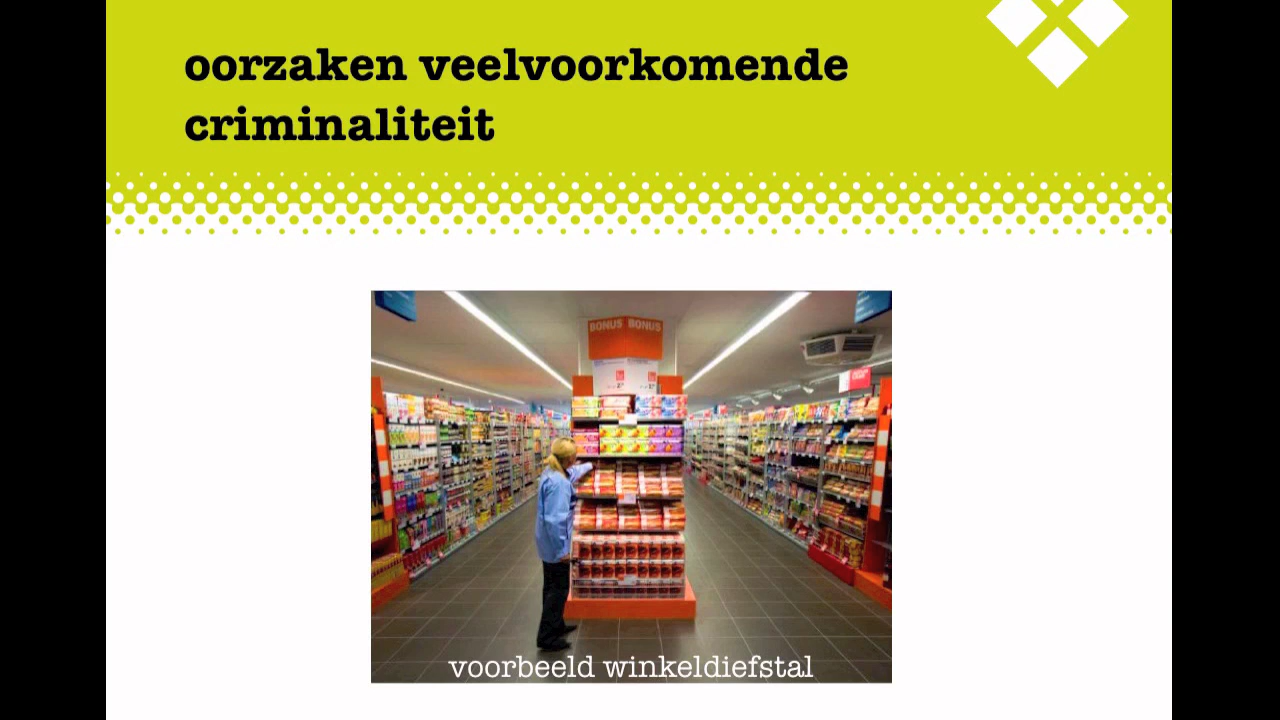 oorzaken veelvoorkomende
criminaliteit
BONUS BONUS
voorbeeld winkeldiefstal